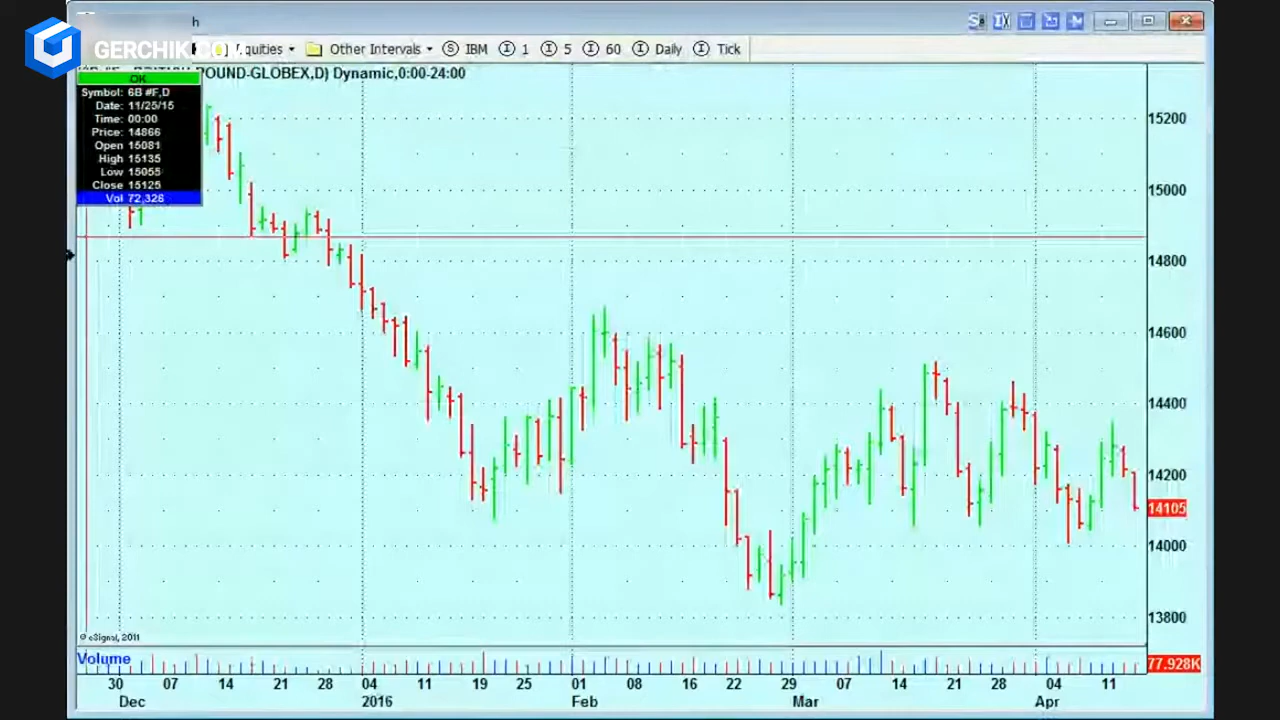 GERCHIK.CO
Equities Other Intervals IBM 1 5 60 Daily Tick
POUND-GLOBEX,D) Dynamic,0:00-24:00
OK
Symbol: 6B #F,D
Date: 11/25/15
Time: 00:00
Price: 14866
Open 15081
High 15135
Low 15055
Close 15125
Vol 72,328
15200
15000
14800
14600
14400
14200
14105
14000
13800
© eSignal, 2011
Volume
77.928K
30 07 14 21 28 04 11 19 25 01 08 16 22 29 07 14 21 28 04 11
Dec 2016 Feb Mar Apr